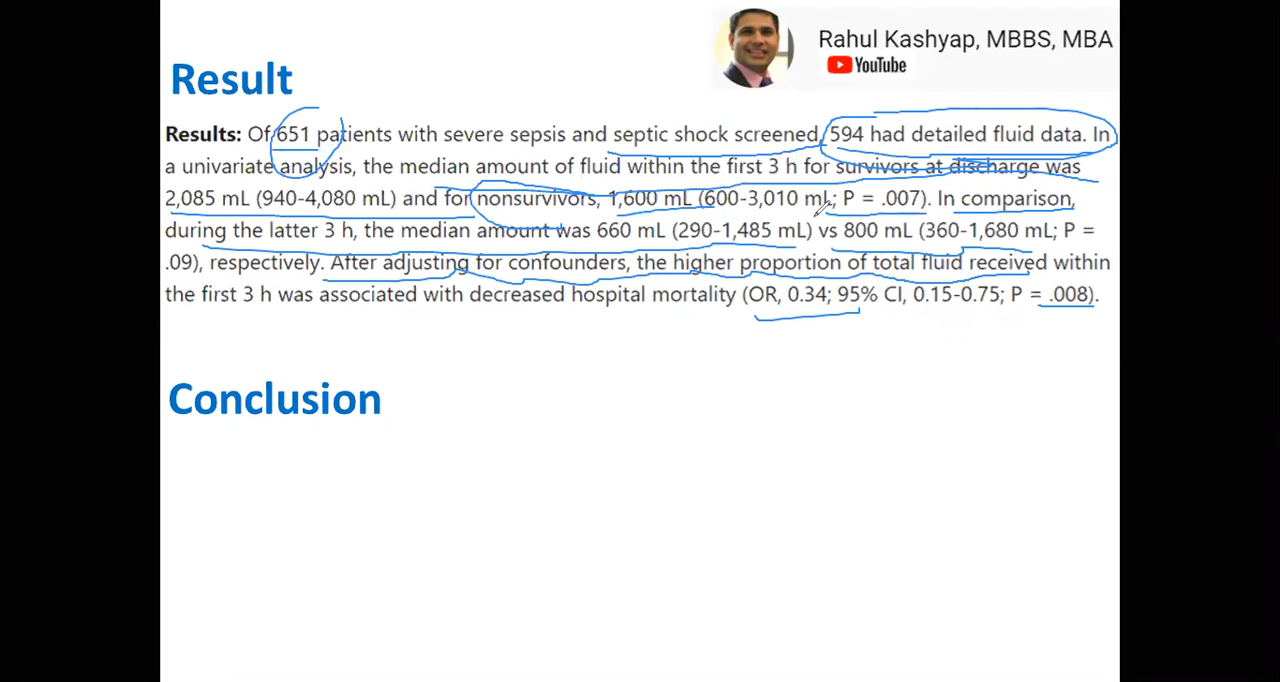 Rahul Kashyap, MBBS, MBA
YouTube
Result
Results: Of 651 patients with severe sepsis and septic shock screened, 594 had detailed fluid data. In
a univariate analysis, the median amount of fluid within the first 3 h for survivors at discharge was
2,085 mL (940-4,080 mL) and for nonsurvivors, 1,600 mL (600-3,010 mL; P = .007). In comparison,
during the latter 3 h, the median amount was 660 mL (290-1,485 mL) vs 800 mL (360-1,680 mL; P =
.09), respectively. After adjusting for confounders, the higher proportion of total fluid received within
the first 3 h was associated with decreased hospital mortality (OR, 0.34; 95% CI, 0.15-0.75; P = .008).
Conclusion